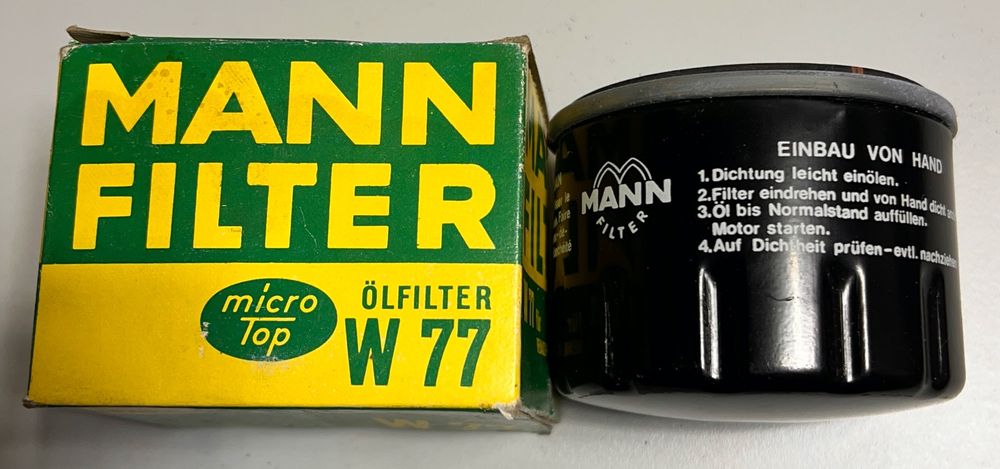 MANN
FILTER
micro
Top
ÖLFILTER
W 77
MANN
FILTER
EINBAU VON HAND
1. Dichtung leicht einölen.
2. Filter eindrehen und von Hand dicht
3. Öl bis Normalstand auffüllen.
Motor starten.
4. Auf Dichtheit prüfen - evtl. nachziehen